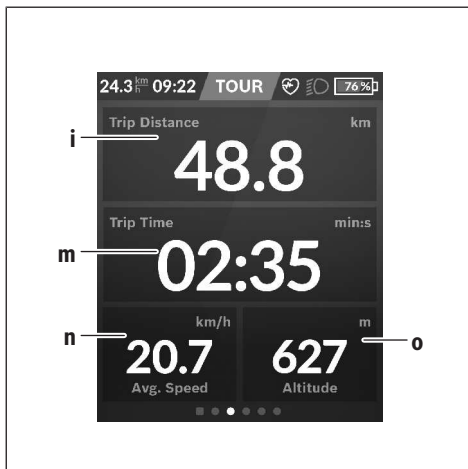 24.3 km/h 09:22 TOUR 76 %
Trip Distance km
i
48.8
Trip Time min:s
m
02:35
km/h m
n
o
20.7 627
Avg. Speed Altitude